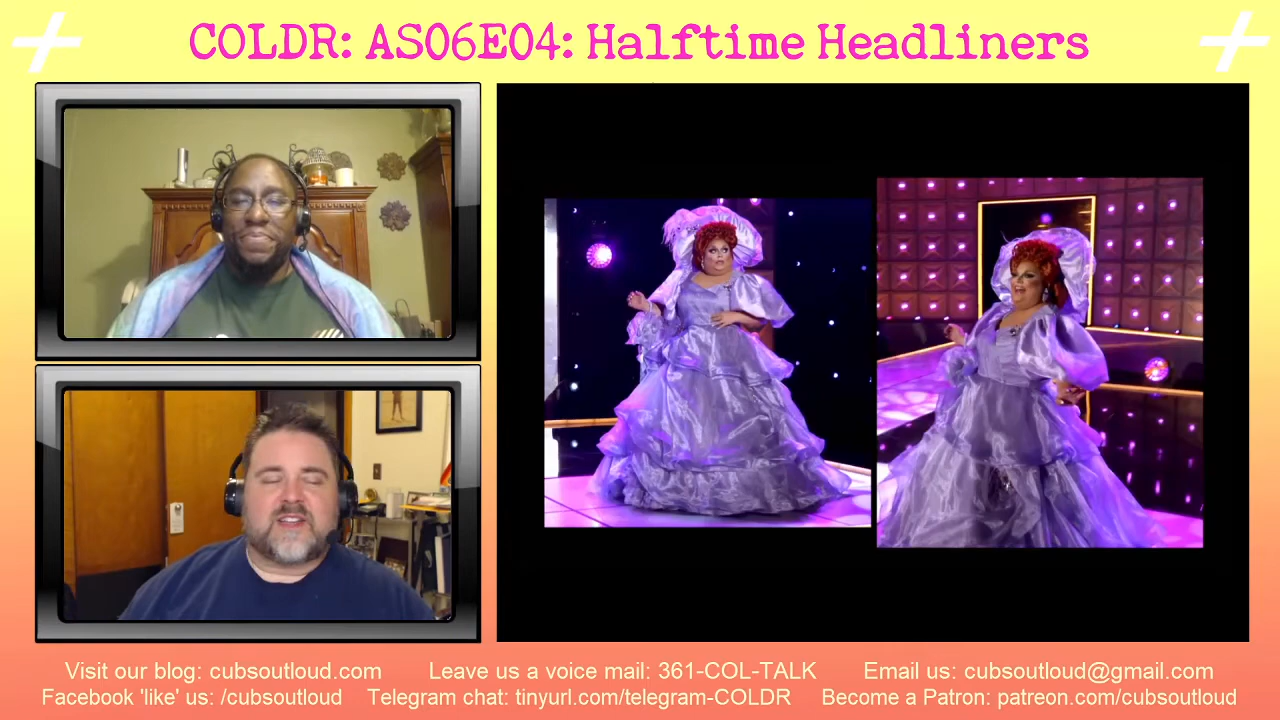 COLDR: AS06E04: Halftime Headliners
Visit our blog: cubsoutloud.com Leave us a voice mail: 361-COL-TALK Email us: cubsoutloud@gmail.com
Facebook 'like' us: /cubsoutloud Telegram chat: tinyurl.com/telegram-COLDR Become a Patron: patreon.com/cubsoutloud